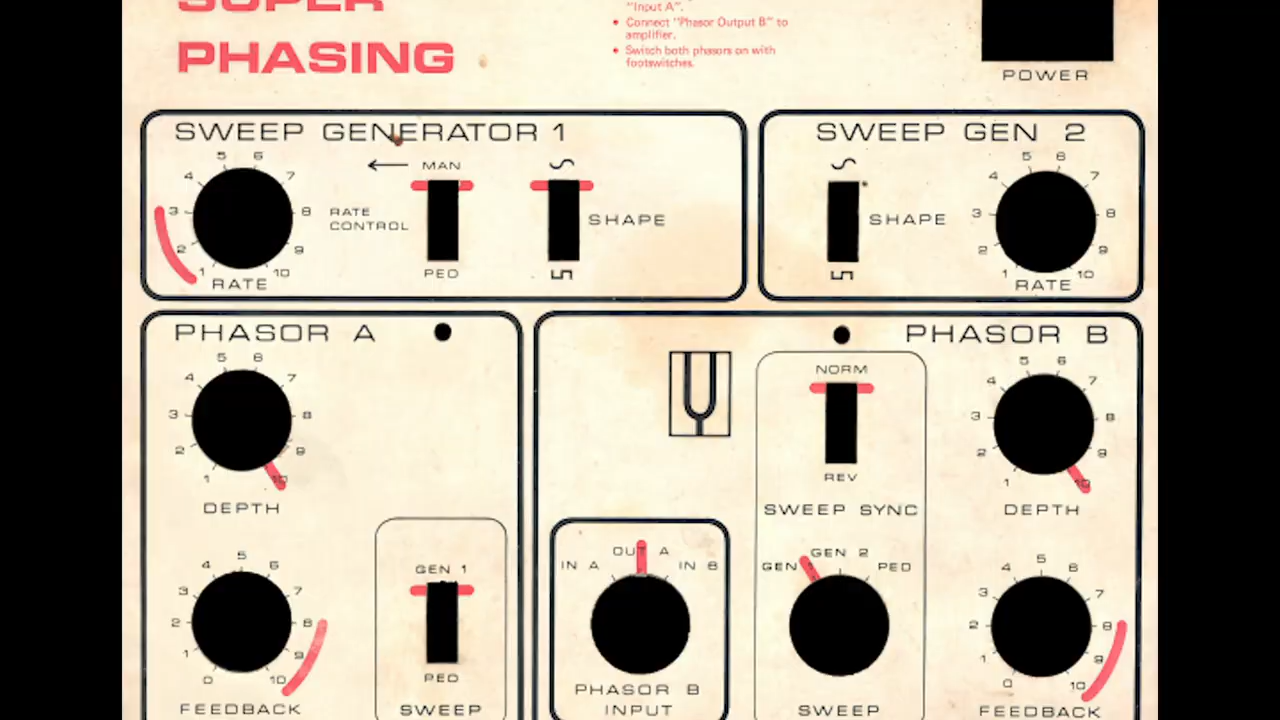 SUPER
PHASING
"Input A".
• Connect "Phasor Output B" to
amplifier.
• Switch both phasors on with
footswitches.
POWER
SWEEP GENERATOR 1
1 2 3 4 5 6 7 8 9 10
RATE
RATE
CONTROL
MAN
PED
SHAPE
SWEEP GEN 2
SHAPE
1 2 3 4 5 6 7 8 9 10
RATE
PHASOR A
1 2 3 4 5 6 7 8 9 10
DEPTH
0 1 2 3 4 5 6 7 8 9 10
FEEDBACK
GEN 1
PED
SWEEP
PHASOR B
NORM
REV
SWEEP SYNC
IN A OUT A IN B
PHASOR B
INPUT
GEN 1 GEN 2 PED
SWEEP
1 2 3 4 5 6 7 8 9 10
DEPTH
0 1 2 3 4 5 6 7 8 9 10
FEEDBACK